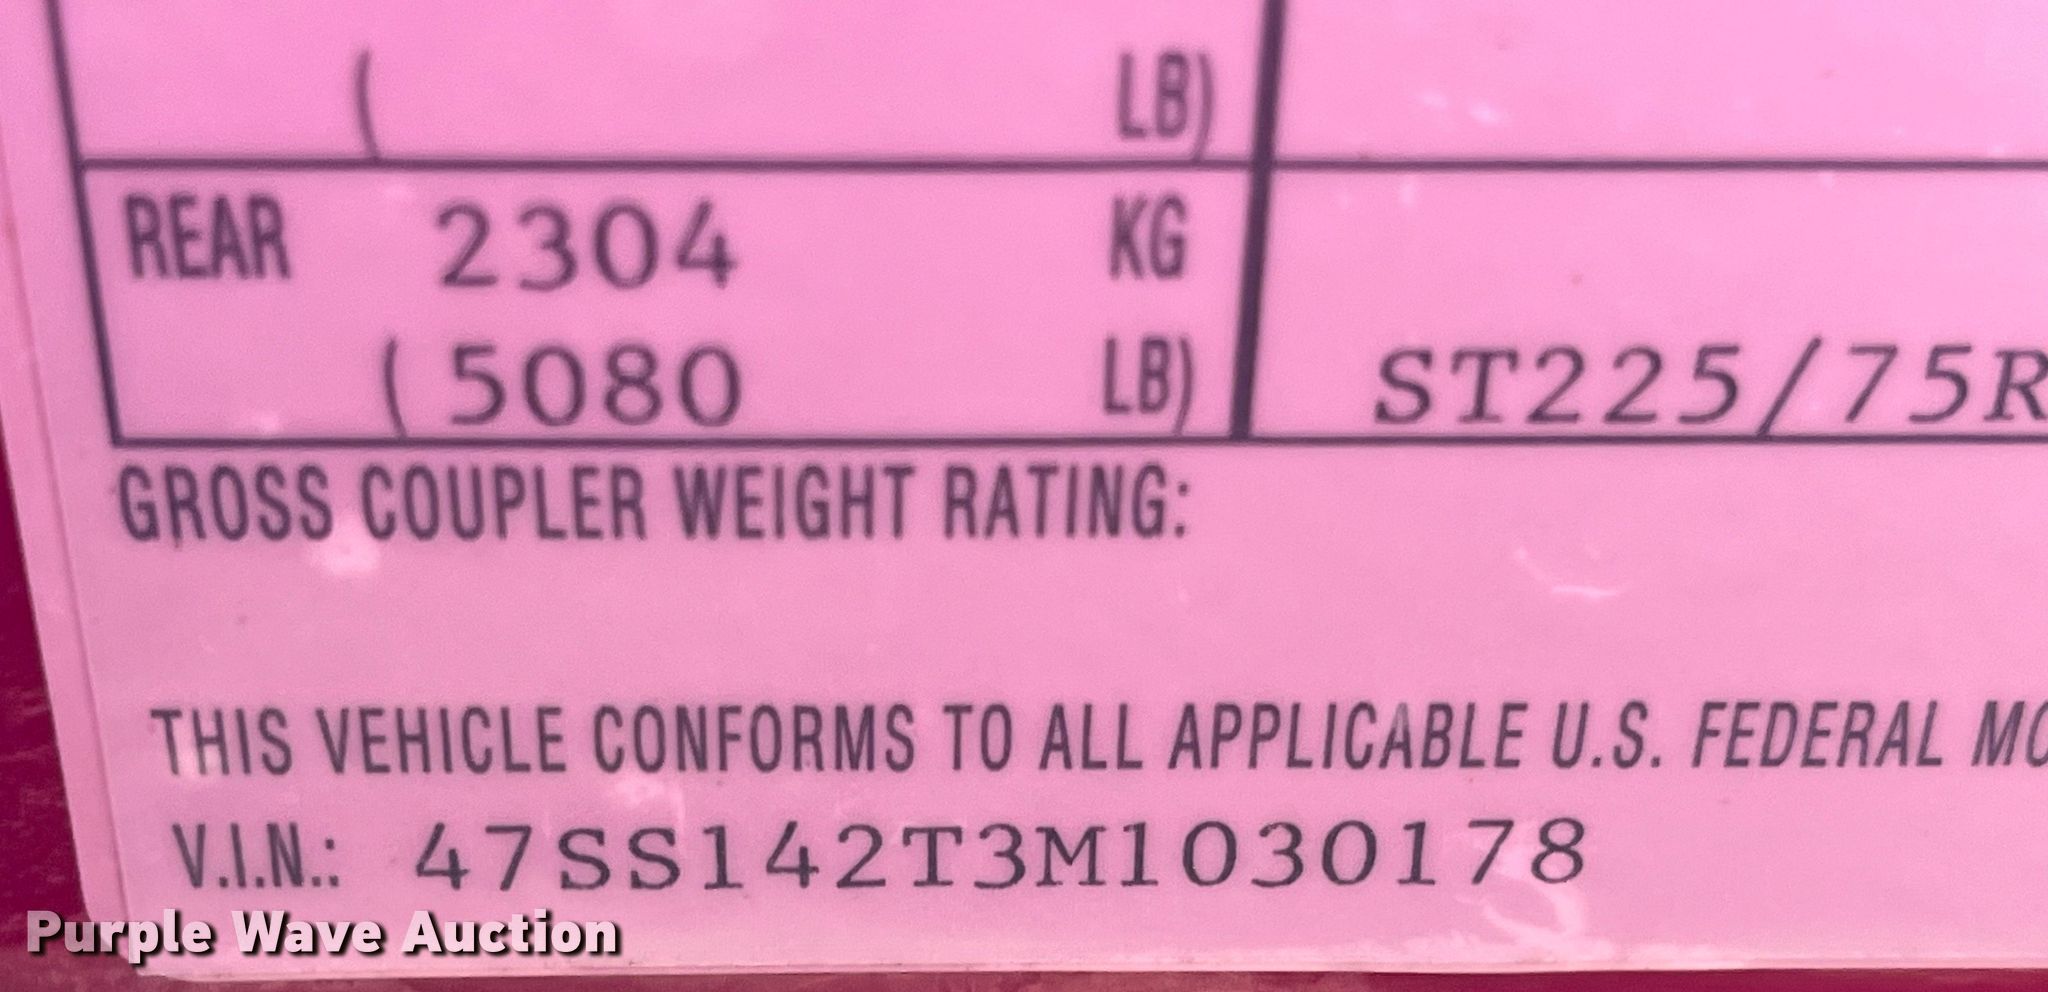 ( LB)
REAR 2304 KG
( 5080 LB) ST225/75R
GROSS COUPLER WEIGHT RATING:
THIS VEHICLE CONFORMS TO ALL APPLICABLE U.S. FEDERAL MO
V.I.N.: 47SS142T3M1030178
Purple Wave Auction